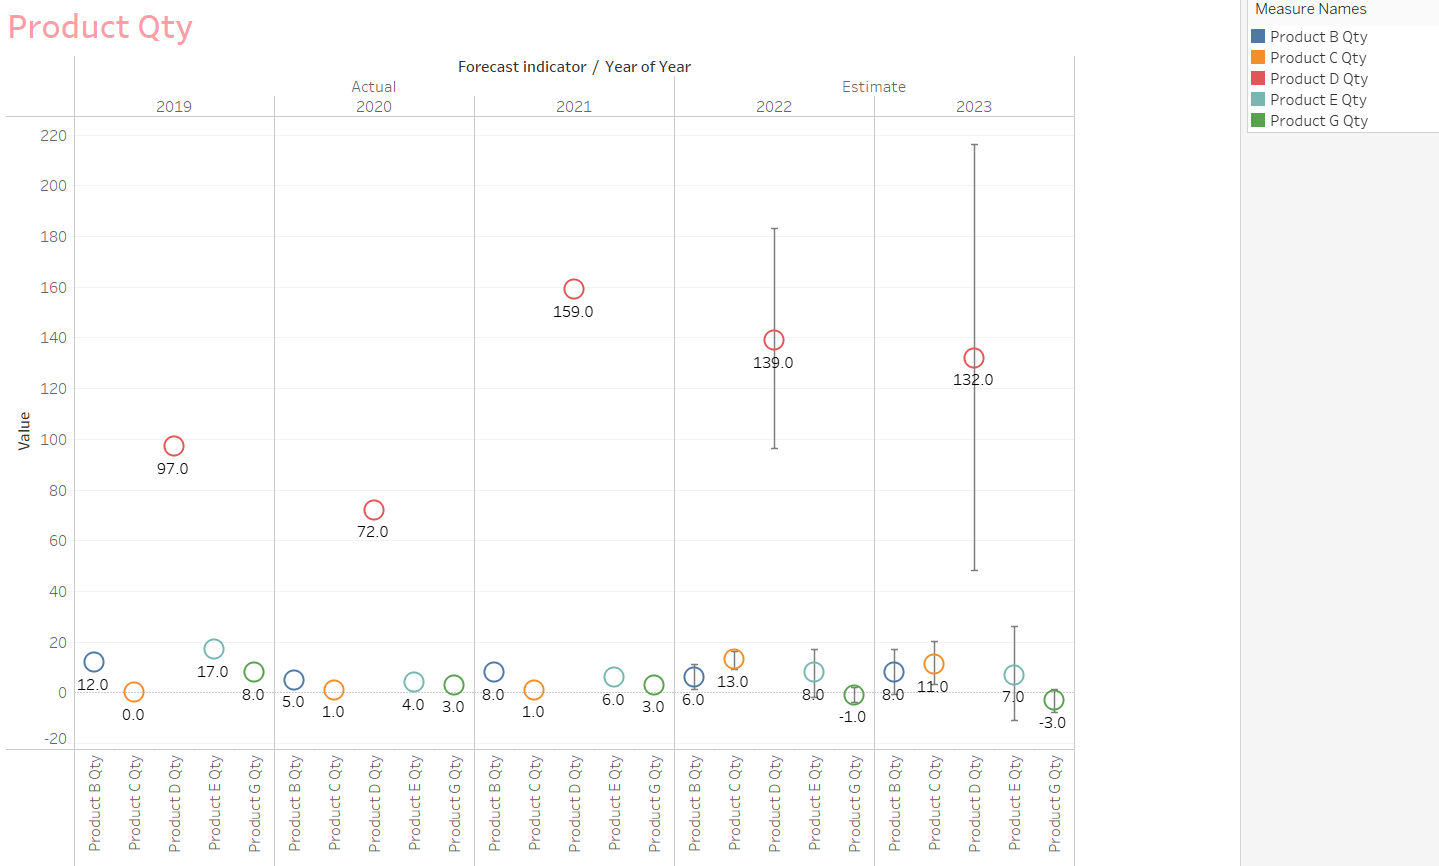 Product Qty
Measure Names
Product B Qty
Product C Qty
Product D Qty
Product E Qty
Product G Qty
Forecast indicator / Year of Year
Actual Estimate
2019 2020 2021 2022 2023
Value
220
200
180
160
140
120
100
80
60
40
20
0
-20
12.0 0.0 97.0 17.0 8.0
5.0 1.0 72.0 4.0 3.0
8.0 1.0 159.0 6.0 3.0
6.0 13.0 139.0 8.0 -1.0
8.0 11.0 132.0 7.0 -3.0
Product B Qty
Product C Qty
Product D Qty
Product E Qty
Product G Qty
Product B Qty
Product C Qty
Product D Qty
Product E Qty
Product G Qty
Product B Qty
Product C Qty
Product D Qty
Product E Qty
Product G Qty
Product B Qty
Product C Qty
Product D Qty
Product E Qty
Product G Qty
Product B Qty
Product C Qty
Product D Qty
Product E Qty
Product G Qty